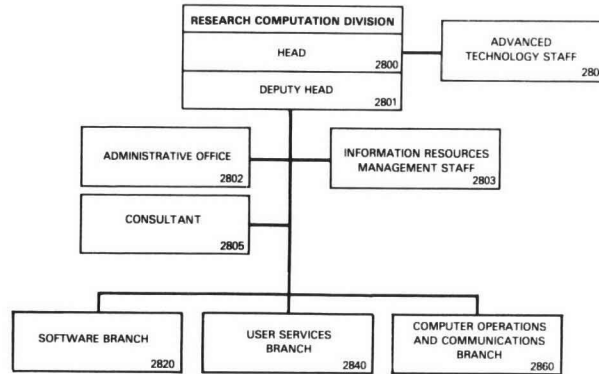 RESEARCH COMPUTATION DIVISION
HEAD
2800
DEPUTY HEAD
2801
ADVANCED
TECHNOLOGY STAFF
ADMINISTRATIVE OFFICE
2802
INFORMATION RESOURCES
MANAGEMENT STAFF
2803
CONSULTANT
2805
SOFTWARE BRANCH
2820
USER SERVICES
BRANCH
2840
COMPUTER OPERATIONS
AND COMMUNICATIONS
BRANCH
2860